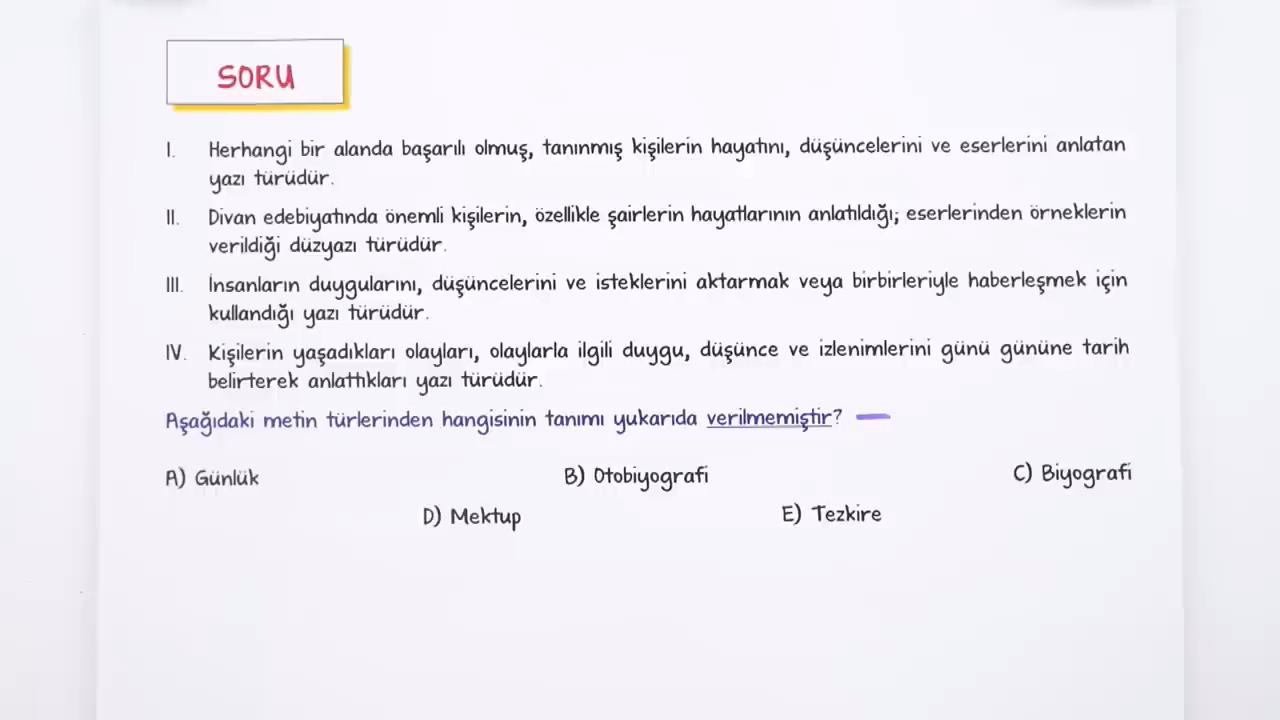 SORU
I. Herhangi bir alanda başarılı olmuş, tanınmış kişilerin hayatını, düşüncelerini ve eserlerini anlatan
yazı türüdür.
II. Divan edebiyatında önemli kişilerin, özellikle şairlerin hayatlarının anlatıldığı; eserlerinden örneklerin
verildiği düzyazı türüdür.
III. İnsanların duygularını, düşüncelerini ve isteklerini aktarmak veya birbirleriyle haberleşmek için
kullandığı yazı türüdür.
IV. Kişilerin yaşadıkları olayları, olaylarla ilgili duygu, düşünce ve izlenimlerini günü gününe tarih
belirterek anlattıkları yazı türüdür.
Aşağıdaki metin türlerinden hangisinin tanımı yukarıda verilmemiştir?
A) Günlük B) Otobiyografi C) Biyografi
D) Mektup E) Tezkire